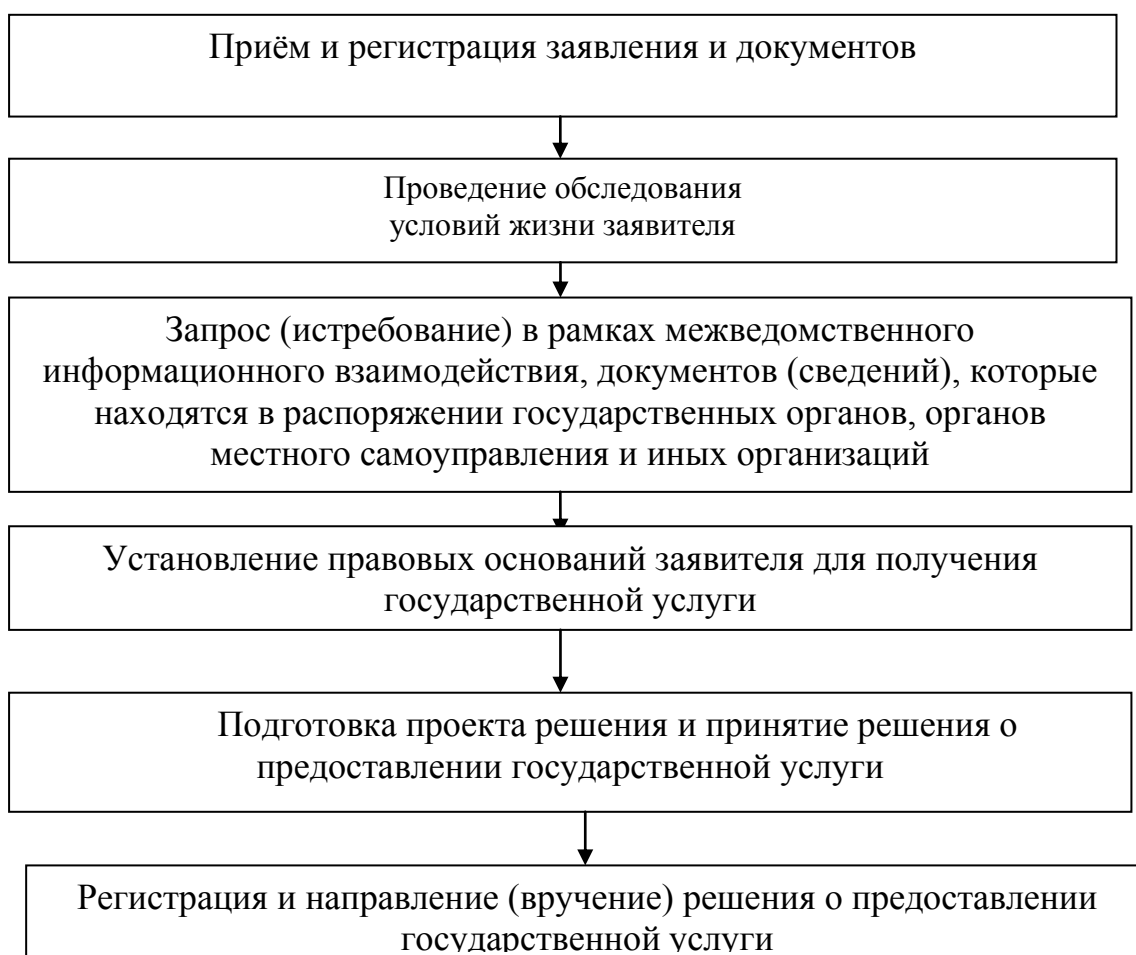 Приём и регистрация заявления и документов
Проведение обследования
условий жизни заявителя
Запрос (истребование) в рамках межведомственного
информационного взаимодействия, документов (сведений), которые
находятся в распоряжении государственных органов, органов
местного самоуправления и иных организаций
Установление правовых оснований заявителя для получения
государственной услуги
Подготовка проекта решения и принятие решения о
предоставлении государственной услуги
Регистрация и направление (вручение) решения о предоставлении
государственной услуги